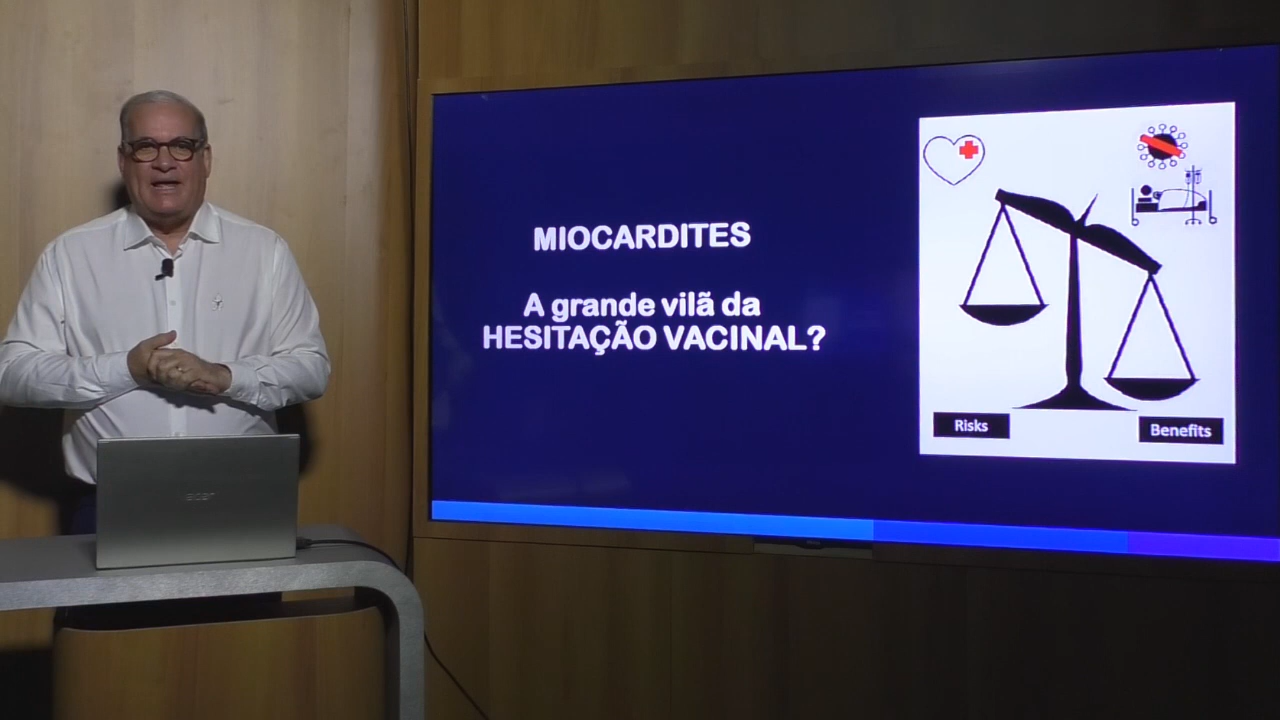 MIOCARDITES
A grande vilã da
HESITAÇÃO VACINAL?
Risks
Benefits
acer